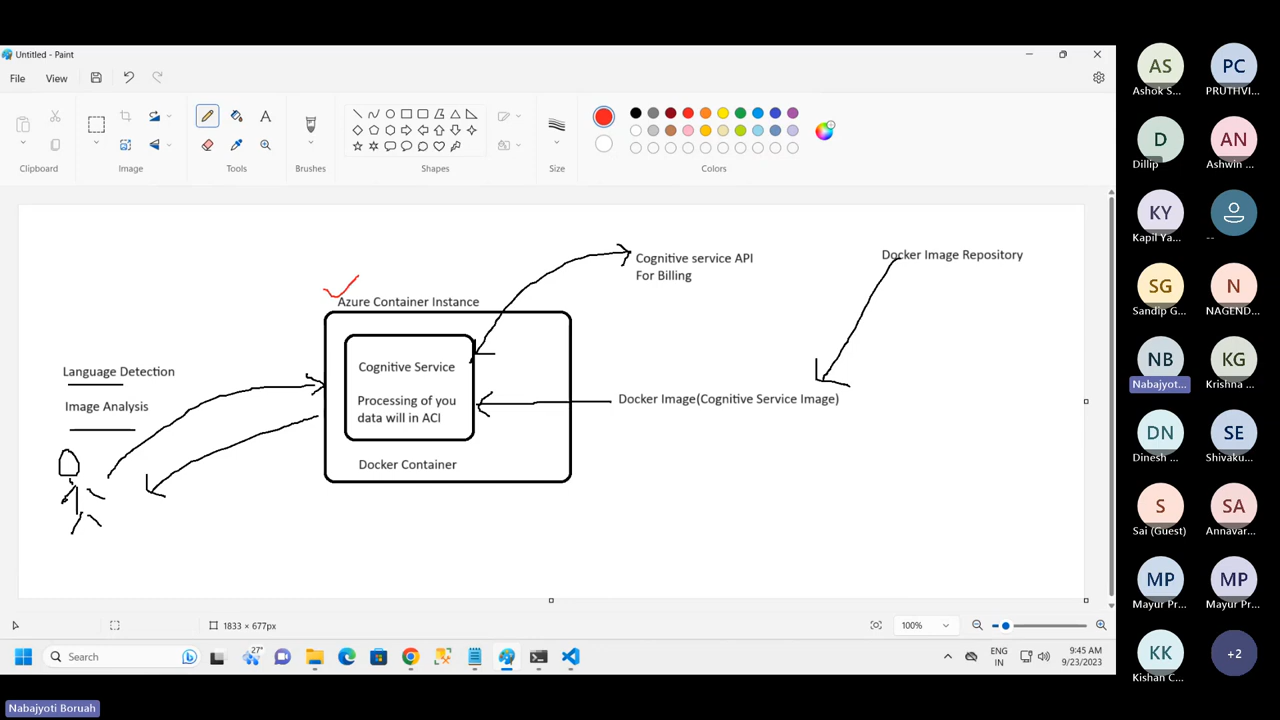 Untitled - Paint
File
View
Clipboard
Image
Tools
Brushes
Shapes
Size
Colors
A
Cognitive service API
For Billing
Docker Image Repository
Azure Container Instance
Cognitive Service
Processing of you
data will in ACI
Docker Container
Language Detection
Image Analysis
Docker Image(Cognitive Service Image)
1833 × 677px
100%
Search
27°
ENG
IN
9:45 AM
9/23/2023
AS
Ashok S...
PC
PRUTHVI...
D
Dillip
AN
Ashwin ...
KY
Kapil Ya...
--
SG
Sandip G...
N
NAGEND...
NB
Nabajyot...
KG
Krishna ...
DN
Dinesh ...
SE
Shivaku...
S
Sai (Guest)
SA
Annavar...
MP
Mayur Pr...
MP
Mayur Pr...
KK
Kishan C...
+2
Nabajyoti Boruah